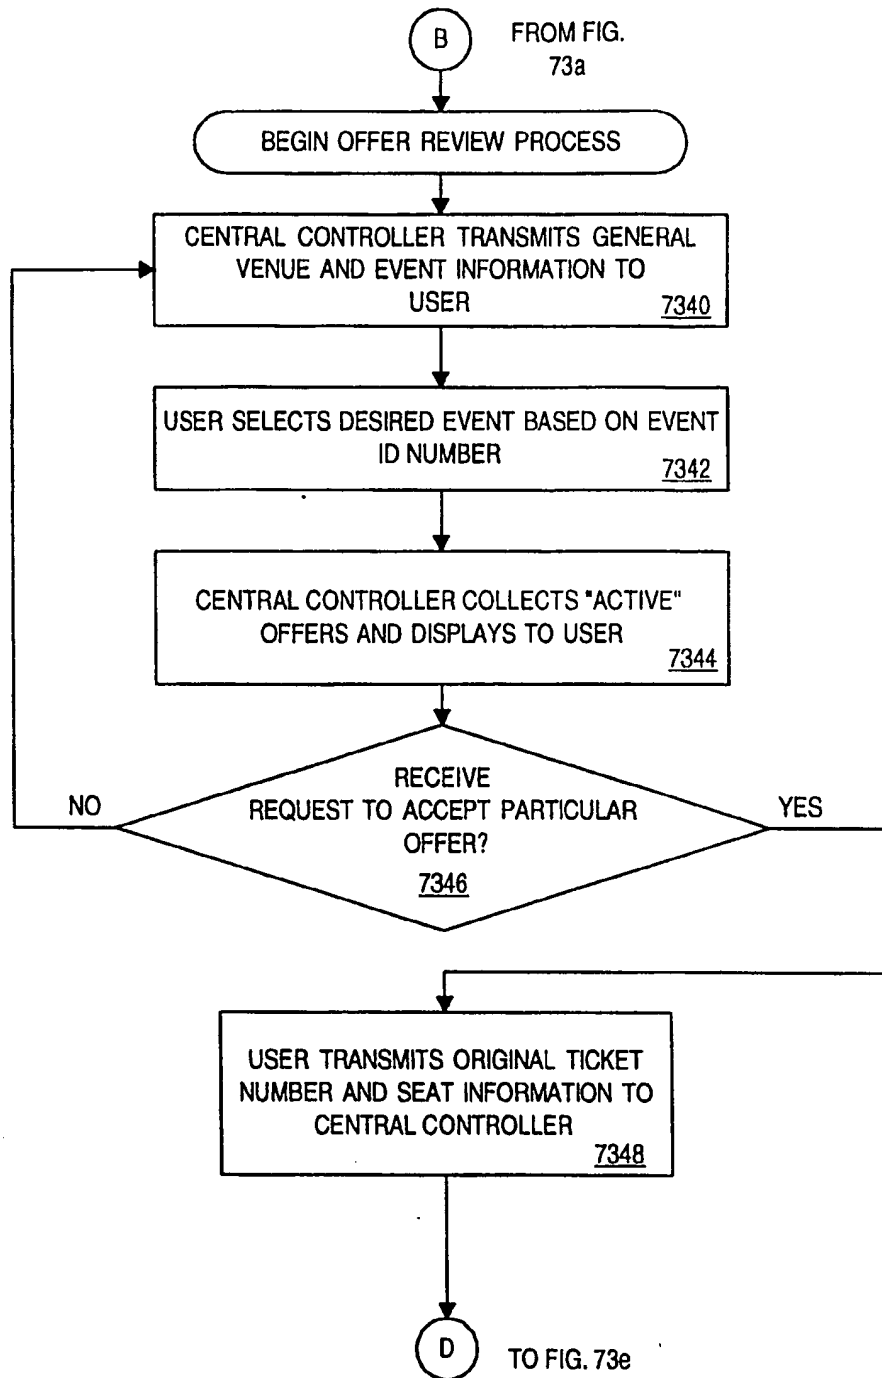 B
FROM FIG.
73a
BEGIN OFFER REVIEW PROCESS
CENTRAL CONTROLLER TRANSMITS GENERAL
VENUE AND EVENT INFORMATION TO
USER
7340
USER SELECTS DESIRED EVENT BASED ON EVENT
ID NUMBER
7342
CENTRAL CONTROLLER COLLECTS "ACTIVE"
OFFERS AND DISPLAYS TO USER
7344
RECEIVE
REQUEST TO ACCEPT PARTICULAR
OFFER?
7346
NO
YES
USER TRANSMITS ORIGINAL TICKET
NUMBER AND SEAT INFORMATION TO
CENTRAL CONTROLLER
7348
D
TO FIG. 73e